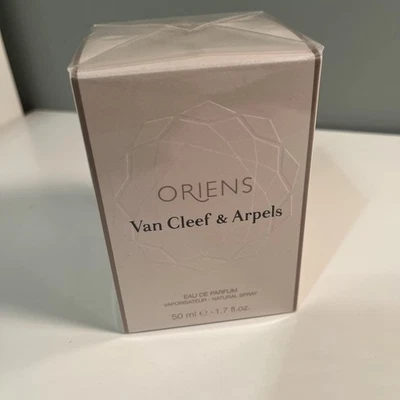 ORIENS
Van Cleef & Arpels
EAU DE PARFUM
VAPORISATEUR - NATURAL SPRAY
50 ml ℮ - 1.7 fl.oz.